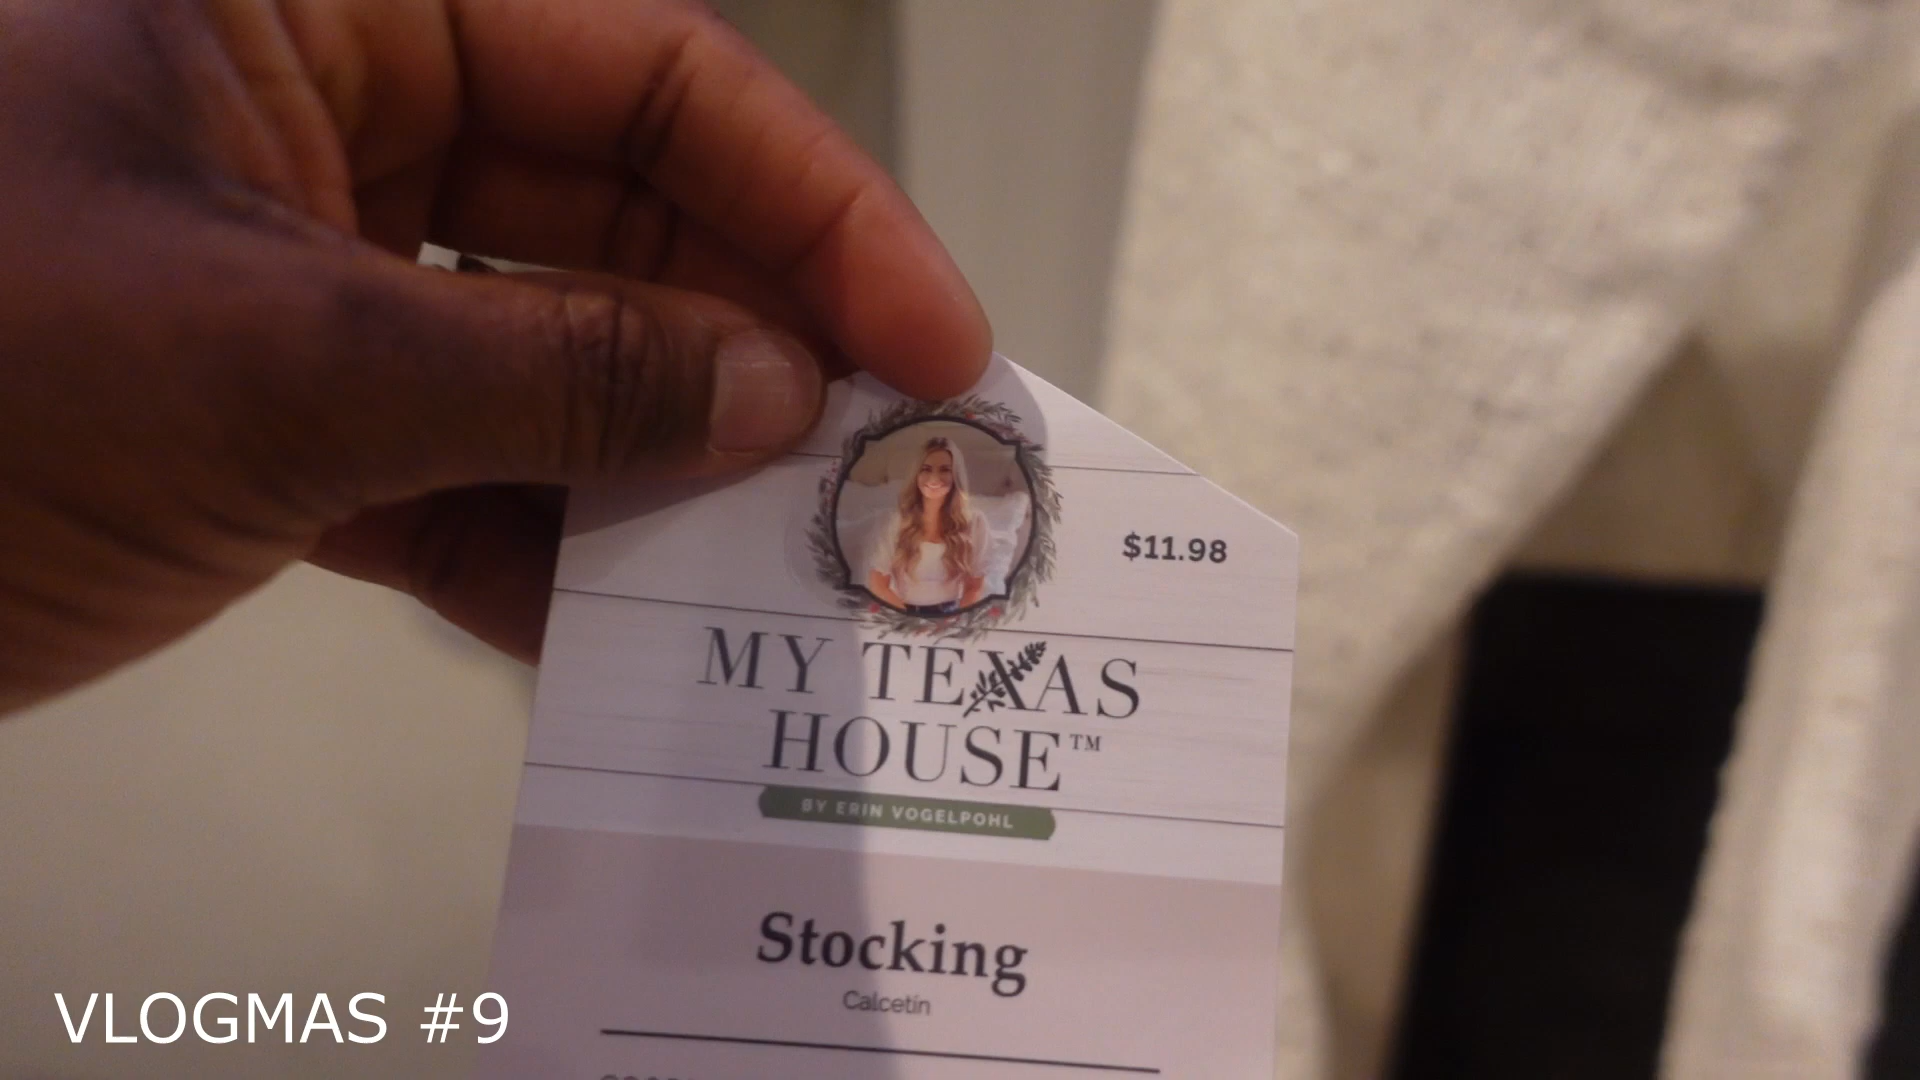 $11.98
MY TEXAS
HOUSE™
BY ERIN VOGELPOHL
Stocking
Calcetín
VLOGMAS #9